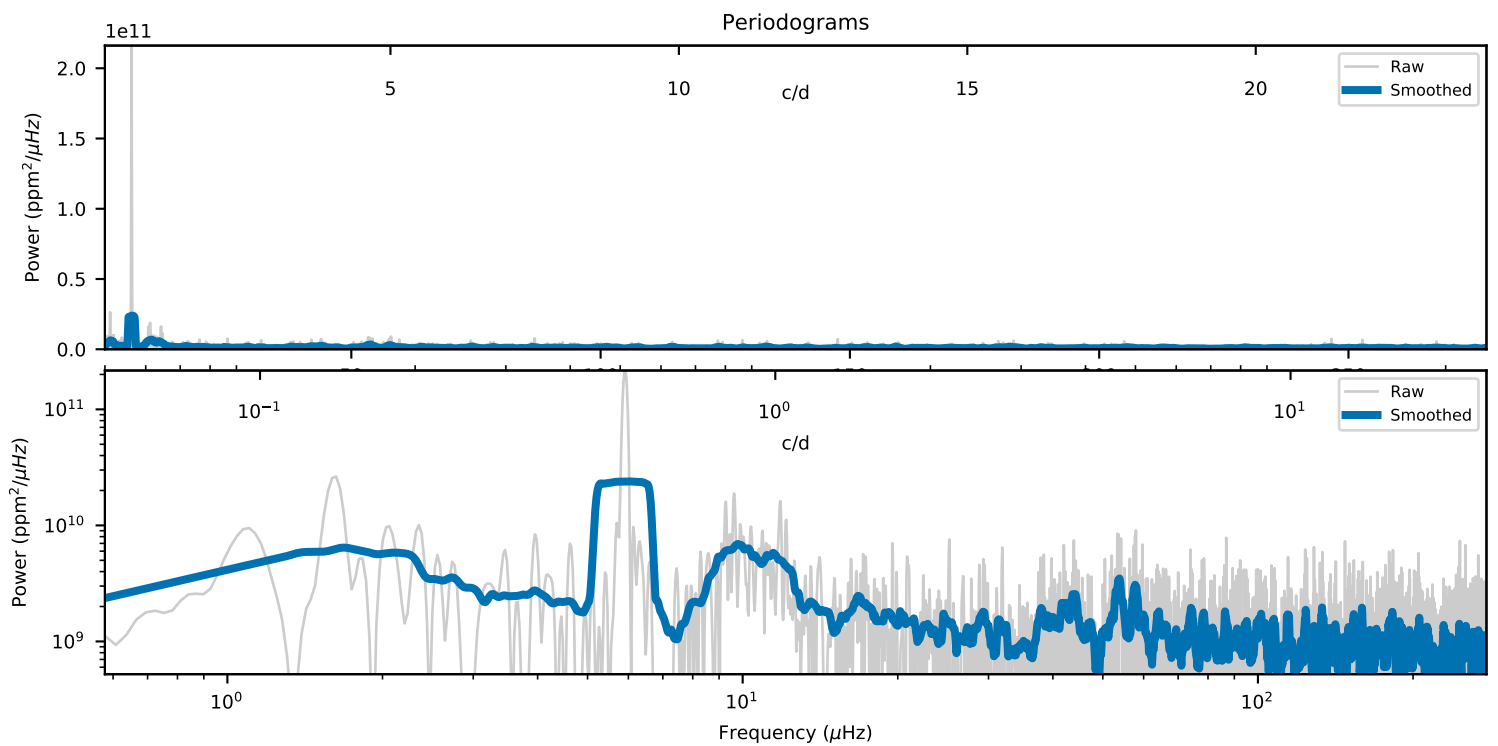 Periodograms
1e11
2.0
1.5
1.0
0.5
0.0
Power (ppm²/μHz)
5
10
15
20
c/d
Raw
Smoothed
10¹¹
10¹⁰
10⁹
Power (ppm²/μHz)
10⁻¹
10⁰
10¹
c/d
Raw
Smoothed
10⁰
10¹
10²
Frequency (μHz)